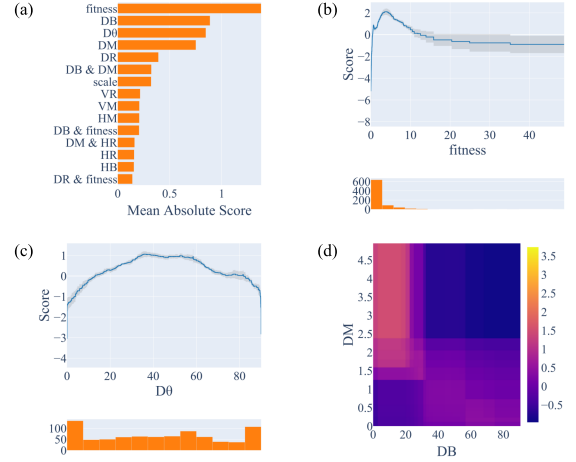 (a)
fitness
DB
Dθ
DM
DR
DB & DM
scale
VR
VM
HM
DB & fitness
DM & HR
HR
HB
DR & fitness
0 0.5 1
Mean Absolute Score
(b)
2
0
−2
−4
−6
−8
Score
0 10 20 30 40
fitness
600
400
200
0
(c)
1
0
−1
−2
−3
−4
Score
0 20 40 60 80
Dθ
100
50
0
(d)
4.5
4
3.5
3
2.5
2
1.5
1
0.5
0
DM
0 20 40 60 80
DB
3.5
3
2.5
2
1.5
1
0.5
0
−0.5